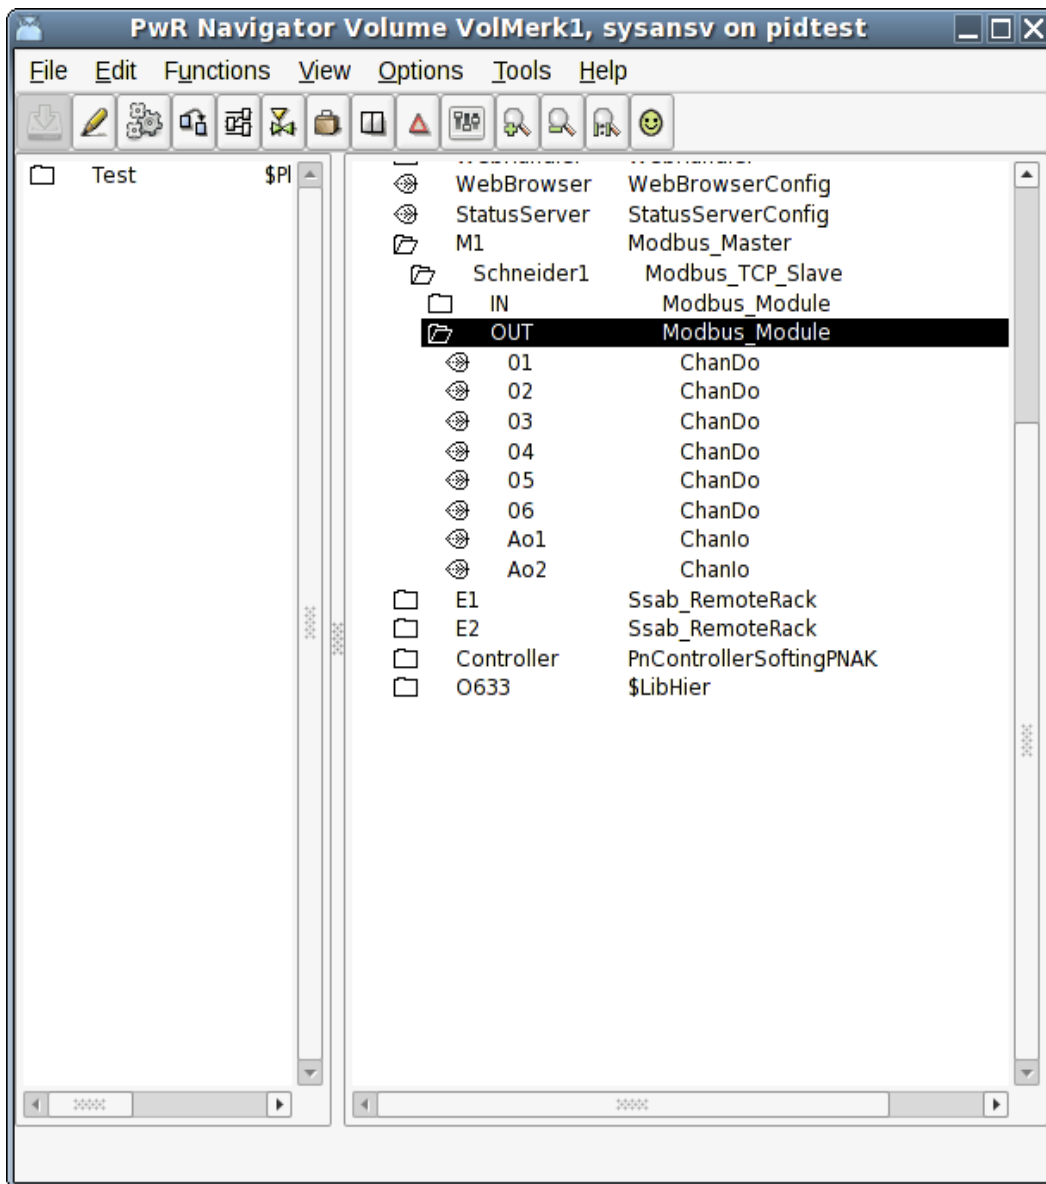 PwR Navigator Volume VolMerk1, sysansv on pidtest
File Edit Functions View Options Tools Help
Test $Pl
WebBrowser WebBrowserConfig
StatusServer StatusServerConfig
M1 Modbus_Master
Schneider1 Modbus_TCP_Slave
IN Modbus_Module
OUT Modbus_Module
01 ChanDo
02 ChanDo
03 ChanDo
04 ChanDo
05 ChanDo
06 ChanDo
Ao1 ChanIo
Ao2 ChanIo
E1 Ssab_RemoteRack
E2 Ssab_RemoteRack
Controller PnControllerSoftingPNAK
O633 $LibHier